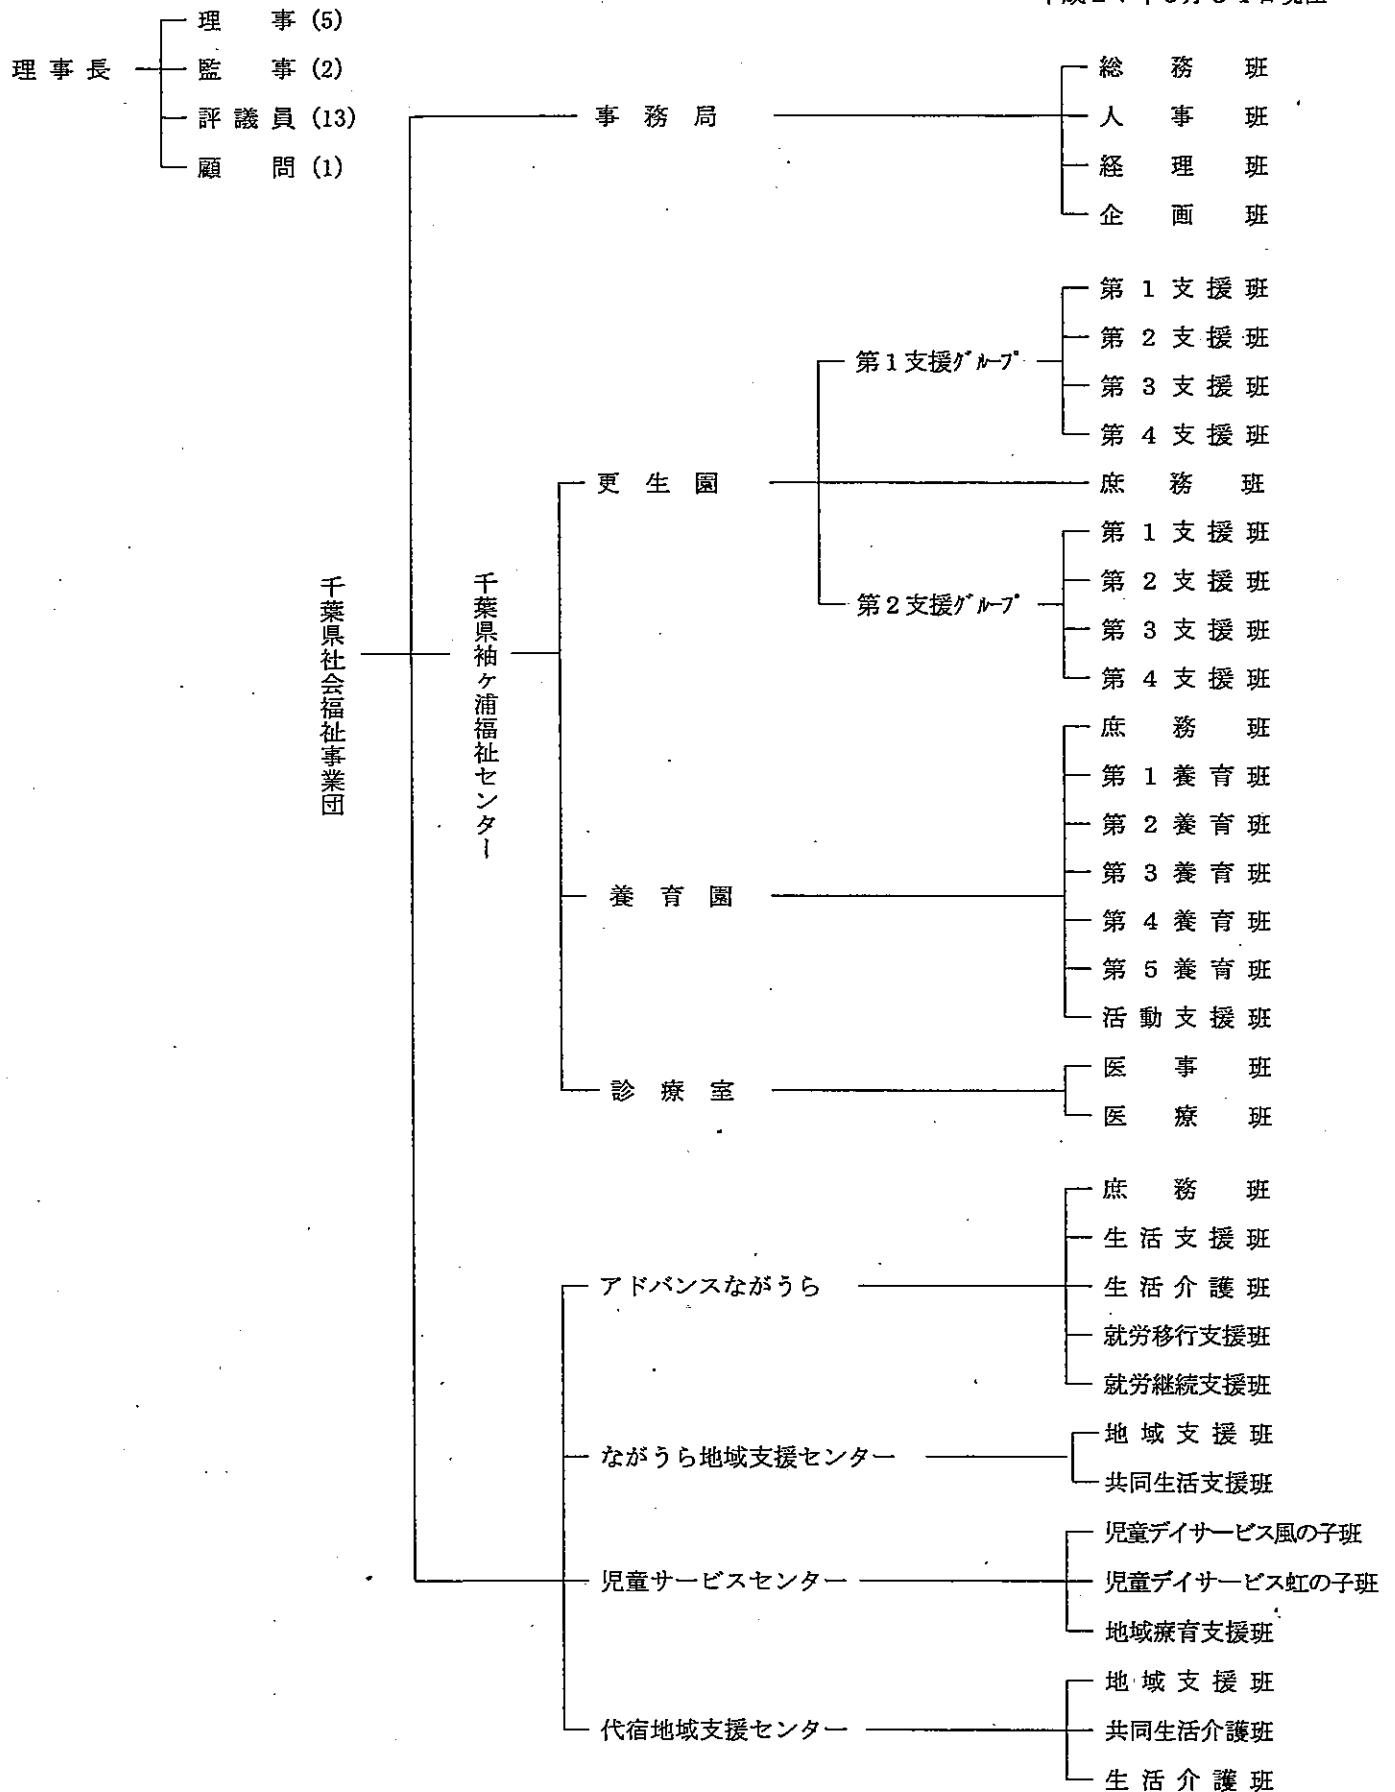 理事(5)
理事長
監事(2)
評議員(13)
顧問(1)
事務局
総務班
人事班
経理班
企画班
千葉県社会福祉事業団
千葉県袖ケ浦福祉センター
更生園
第1支援グループ
第1支援班
第2支援班
第3支援班
第4支援班
庶務班
第2支援グループ
第1支援班
第2支援班
第3支援班
第4支援班
養育園
庶務班
第1養育班
第2養育班
第3養育班
第4養育班
第5養育班
活動支援班
診療室
医事班
医療班
アドバンスながうら
庶務班
生活支援班
生活介護班
就労移行支援班
就労継続支援班
ながうら地域支援センター
地域支援班
共同生活支援班
児童サービスセンター
児童デイサービス風の子班
児童デイサービス虹の子班
地域療育支援班
代宿地域支援センター
地域支援班
共同生活介護班
生活介護班